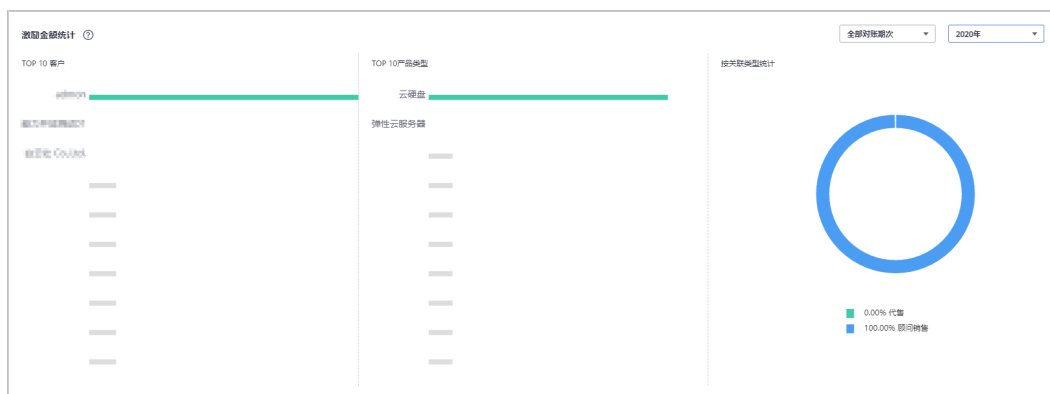 激励金额统计 ?
全部对账期次
2020年
TOP 10 客户
TOP 10产品类型
云硬盘
弹性云服务器
按关联类型统计
0.00% 代售
100.00% 顾问销售